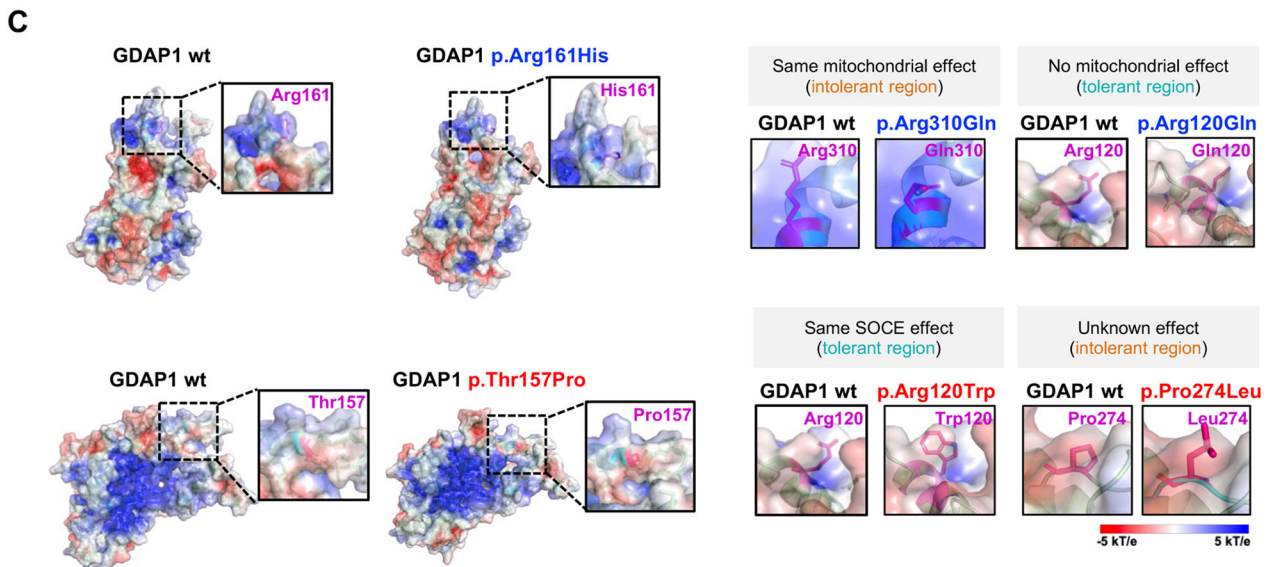 C
GDAP1 wt
GDAP1 p.Arg161His
Arg161
His161
Same mitochondrial effect
(intolerant region)
No mitochondrial effect
(tolerant region)
GDAP1 wt
p.Arg310Gln
GDAP1 wt
p.Arg120Gln
Arg310
Gln310
Arg120
Gln120
GDAP1 wt
GDAP1 p.Thr157Pro
Thr157
Pro157
Same SOCE effect
(tolerant region)
Unknown effect
(intolerant region)
GDAP1 wt
p.Arg120Trp
GDAP1 wt
p.Pro274Leu
Arg120
Trp120
Pro274
Leu274
-5 kT/e
5 kT/e